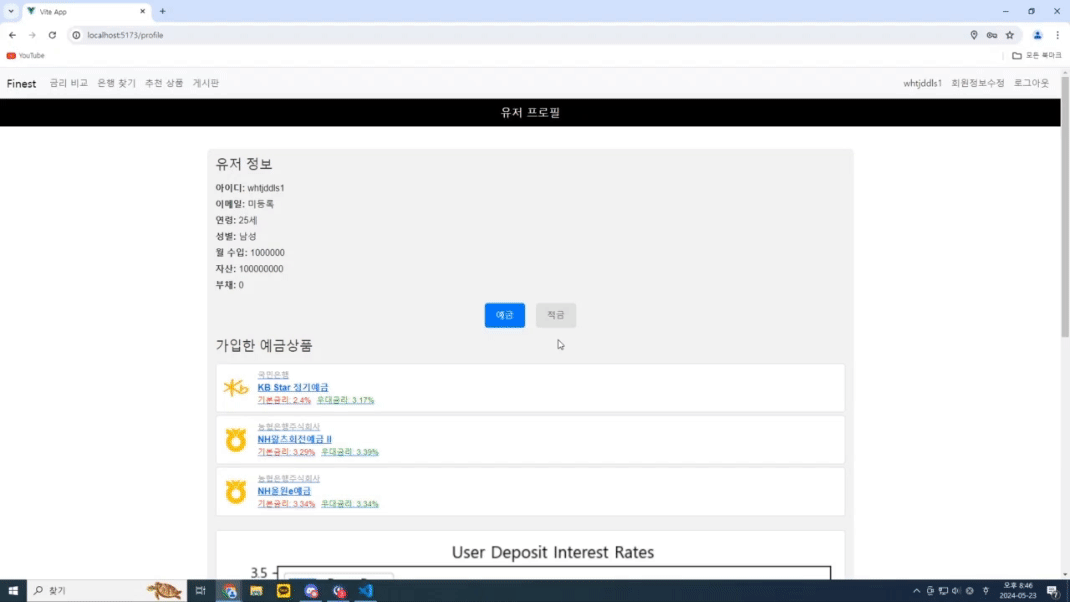 Vite App
localhost:5173/profile
YouTube
모든 북마크
Finest 금리 비교 은행 찾기 추천 상품 게시판 whtjddls1 회원정보수정 로그아웃
유저 프로필
유저 정보
아이디: whtjddls1
이메일: 미등록
연령: 25세
성별: 남성
월 수입: 1000000
자산: 100000000
부채: 0
예금 적금
가입한 예금상품
국민은행
KB Star 정기예금
기본금리: 2.4% 우대금리: 3.17%
농협은행주식회사
NH왈츠회전예금 II
기본금리: 3.29% 우대금리: 3.39%
농협은행주식회사
NH올원e예금
기본금리: 3.34% 우대금리: 3.34%
User Deposit Interest Rates
3.5
찾기
오후 8:46
2024-05-23